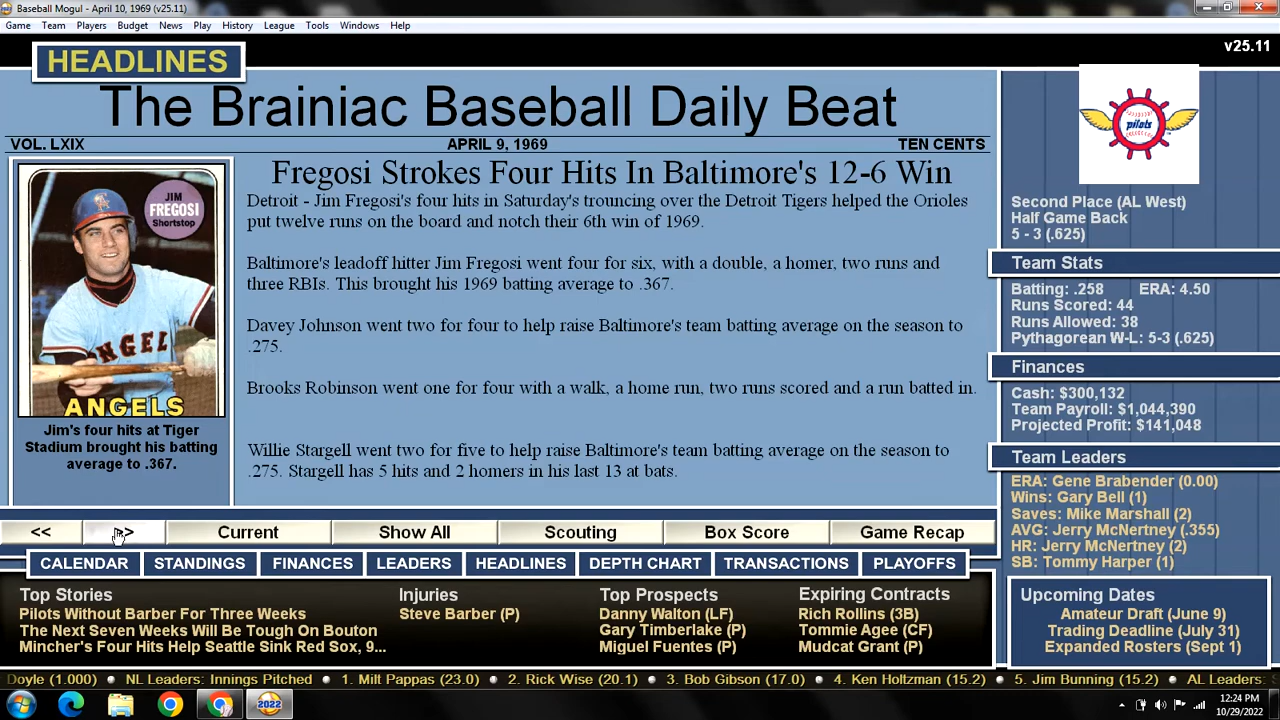 Baseball Mogul - April 10, 1969 (v25.11)
Game Team Players Budget News Play History League Tools Windows Help
HEADLINES
v25.11
The Brainiac Baseball Daily Beat
VOL. LXIX APRIL 9, 1969 TEN CENTS
JIM
FREGOSI
Shortstop
ANGEL
ANGELS
Jim's four hits at Tiger
Stadium brought his batting
average to .367.
Fregosi Strokes Four Hits In Baltimore's 12-6 Win
Detroit - Jim Fregosi's four hits in Saturday's trouncing over the Detroit Tigers helped the Orioles
put twelve runs on the board and notch their 6th win of 1969.
Baltimore's leadoff hitter Jim Fregosi went four for six, with a double, a homer, two runs and
three RBIs. This brought his 1969 batting average to .367.
Davey Johnson went two for four to help raise Baltimore's team batting average on the season to
.275.
Brooks Robinson went one for four with a walk, a home run, two runs scored and a run batted in.
Willie Stargell went two for five to help raise Baltimore's team batting average on the season to
.275. Stargell has 5 hits and 2 homers in his last 13 at bats.
pilots
Second Place (AL West)
Half Game Back
5 - 3 (.625)
Team Stats
Batting: .258 ERA: 4.50
Runs Scored: 44
Runs Allowed: 38
Pythagorean W-L: 5-3 (.625)
Finances
Cash: $300,132
Team Payroll: $1,044,390
Projected Profit: $141,048
Team Leaders
ERA: Gene Brabender (0.00)
Wins: Gary Bell (1)
Saves: Mike Marshall (2)
AVG: Jerry McNertney (.355)
HR: Jerry McNertney (2)
SB: Tommy Harper (1)
Upcoming Dates
Amateur Draft (June 9)
Trading Deadline (July 31)
Expanded Rosters (Sept 1)
<< >> Current Show All Scouting Box Score Game Recap
CALENDAR STANDINGS FINANCES LEADERS HEADLINES DEPTH CHART TRANSACTIONS PLAYOFFS
Top Stories
Pilots Without Barber For Three Weeks
The Next Seven Weeks Will Be Tough On Bouton
Mincher's Four Hits Help Seattle Sink Red Sox, 9...
Injuries
Steve Barber (P)
Top Prospects
Danny Walton (LF)
Gary Timberlake (P)
Miguel Fuentes (P)
Expiring Contracts
Rich Rollins (3B)
Tommie Agee (CF)
Mudcat Grant (P)
Doyle (1.000) • NL Leaders: Innings Pitched • 1. Milt Pappas (23.0) • 2. Rick Wise (20.1) • 3. Bob Gibson (17.0) • 4. Ken Holtzman (15.2) • 5. Jim Bunning (15.2) • AL Leaders: S
2022
12:24 PM
10/29/2022